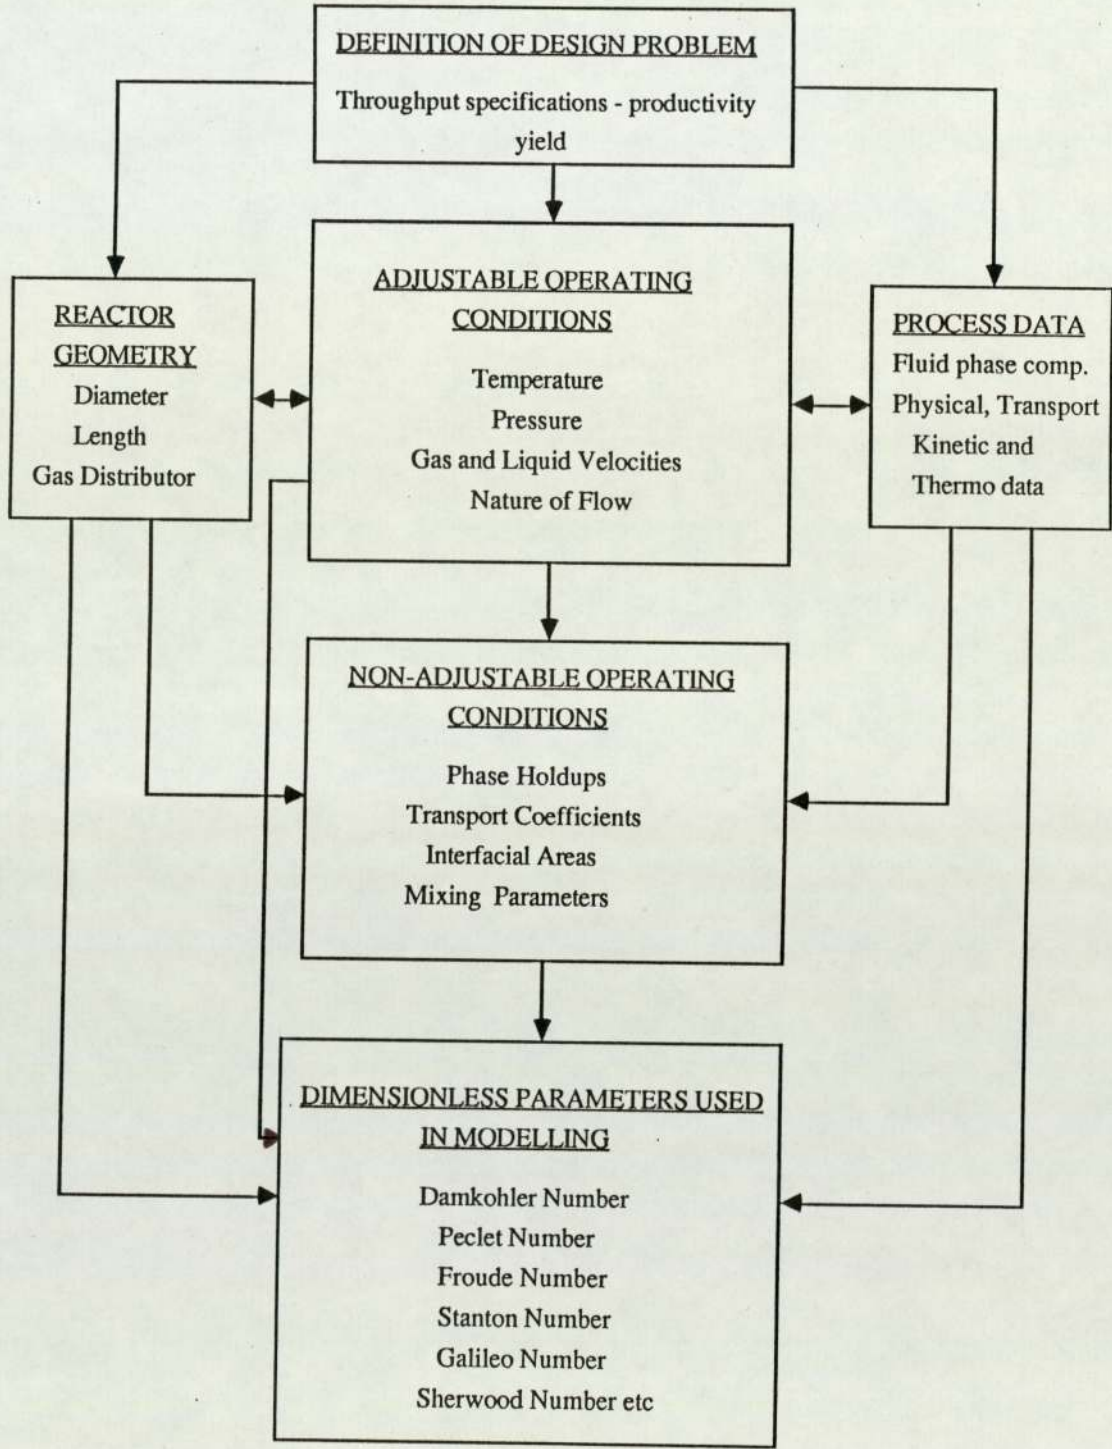 DEFINITION OF DESIGN PROBLEM
Throughput specifications - productivity
yield
REACTOR
GEOMETRY
Diameter
Length
Gas Distributor
ADJUSTABLE OPERATING
CONDITIONS
Temperature
Pressure
Gas and Liquid Velocities
Nature of Flow
PROCESS DATA
Fluid phase comp.
Physical, Transport
Kinetic and
Thermo data
NON-ADJUSTABLE OPERATING
CONDITIONS
Phase Holdups
Transport Coefficients
Interfacial Areas
Mixing Parameters
DIMENSIONLESS PARAMETERS USED
IN MODELLING
Damkohler Number
Peclet Number
Froude Number
Stanton Number
Galileo Number
Sherwood Number etc